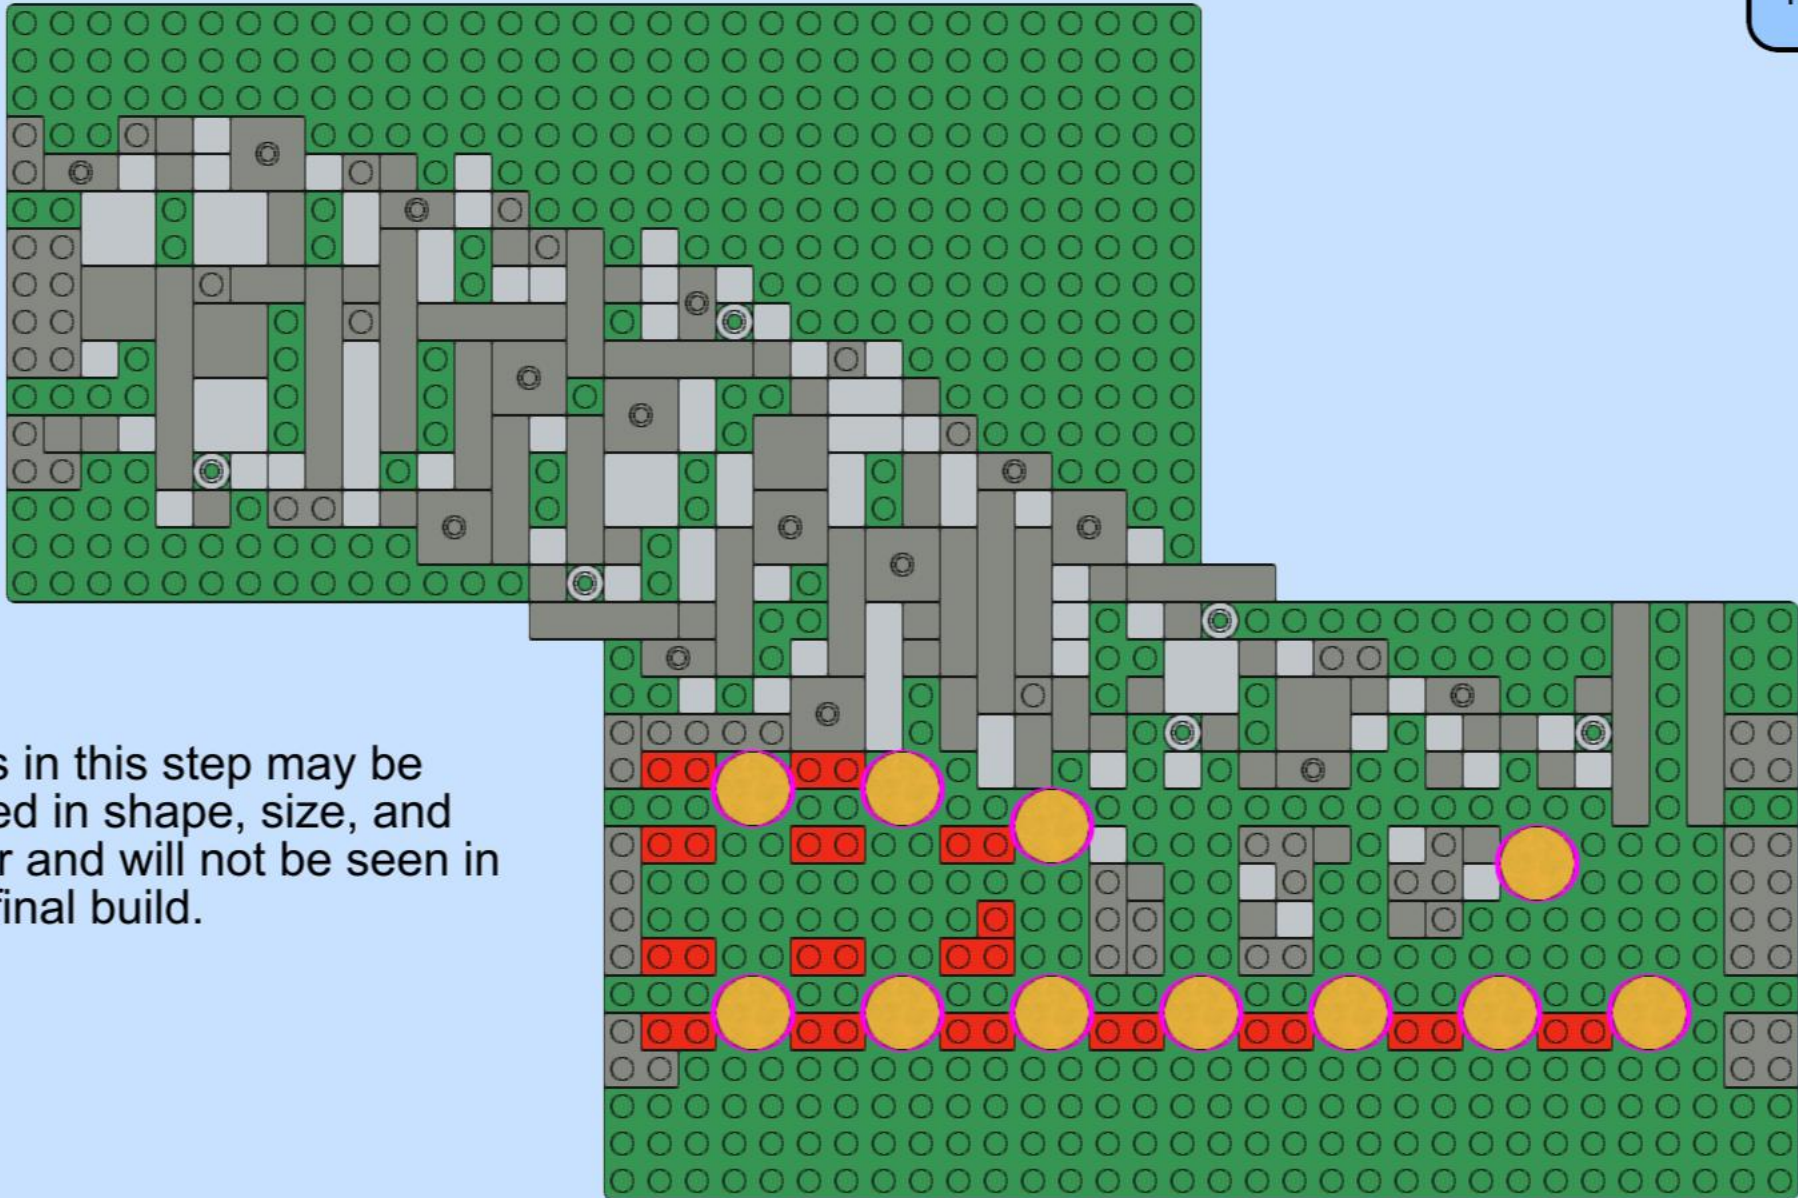 s in this step may be
ed in shape, size, and
r and will not be seen in
final build.